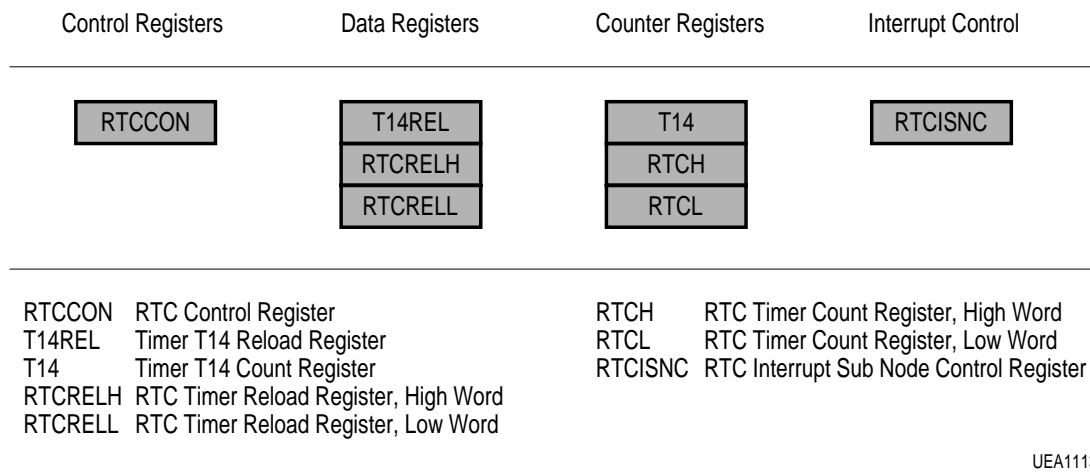 Control Registers Data Registers Counter Registers Interrupt Control
RTCCON T14REL T14 RTCISNC
RTCRELH RTCH
RTCRELL RTCL
RTCCON RTC Control Register
T14REL Timer T14 Reload Register
T14 Timer T14 Count Register
RTCRELH RTC Timer Reload Register, High Word
RTCRELL RTC Timer Reload Register, Low Word
RTCH RTC Timer Count Register, High Word
RTCL RTC Timer Count Register, Low Word
RTCISNC RTC Interrupt Sub Node Control Register